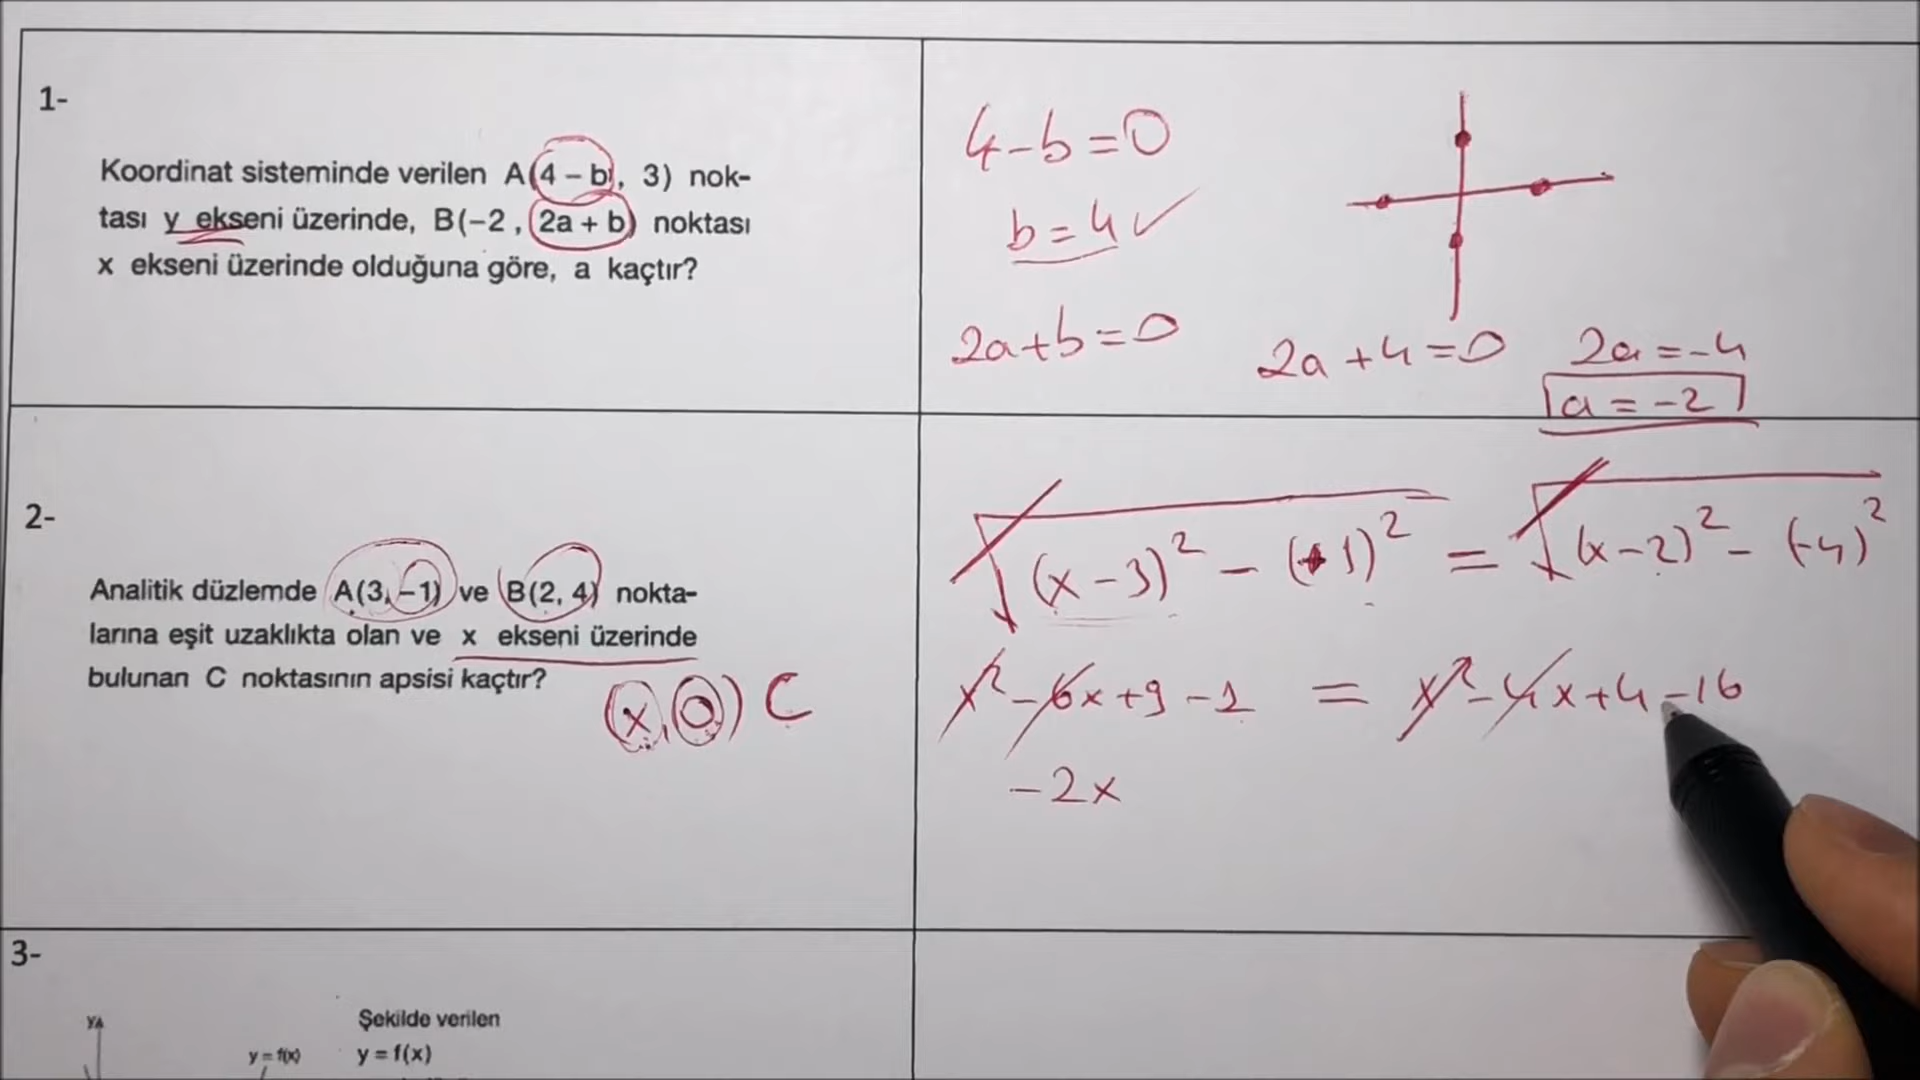 1-
Koordinat sisteminde verilen A(4 – b, 3) nok-
tası y ekseni üzerinde, B(–2 , 2a + b) noktası
x ekseni üzerinde olduğuna göre, a kaçtır?
4-b=0
b=4✓
2a+b=0
2a+4=0
2a=-4
a=-2
2-
Analitik düzlemde A(3, –1) ve B(2, 4) nokta-
larına eşit uzaklıkta olan ve x ekseni üzerinde
bulunan C noktasının apsisi kaçtır?
(x,0) C
√(x-3)² - (+1)² = √(x-2)² - (-4)²
x²-6x+9-1 = x²-4x+4-16
-2x
3-
Şekilde verilen
y = f(x)
y = f(x)